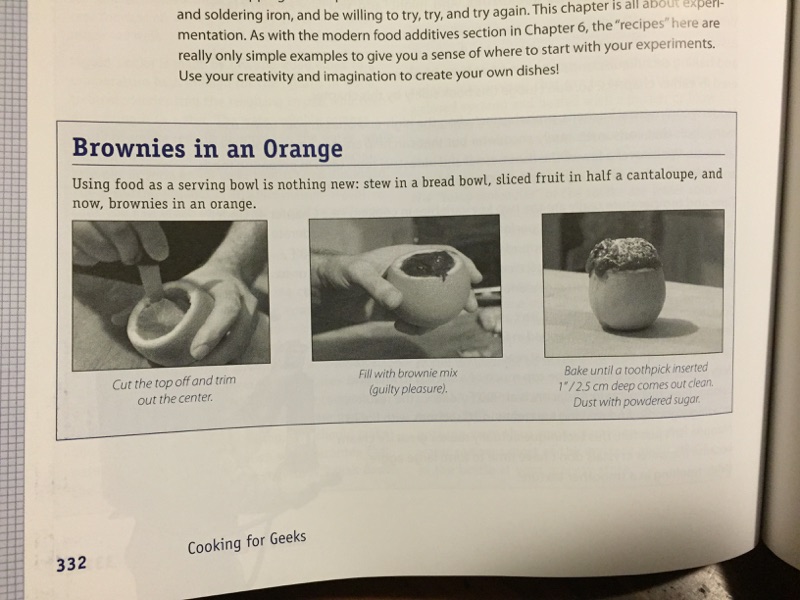 and soldering iron, and be willing to try, try, and try again. This chapter is all about experi-
mentation. As with the modern food additives section in Chapter 6, the “recipes” here are
really only simple examples to give you a sense of where to start with your experiments.
Use your creativity and imagination to create your own dishes!
Brownies in an Orange
Using food as a serving bowl is nothing new: stew in a bread bowl, sliced fruit in half a cantaloupe, and
now, brownies in an orange.
Cut the top off and trim
out the center.
Fill with brownie mix
(guilty pleasure).
Bake until a toothpick inserted
1"/2.5 cm deep comes out clean.
Dust with powdered sugar.
332
Cooking for Geeks